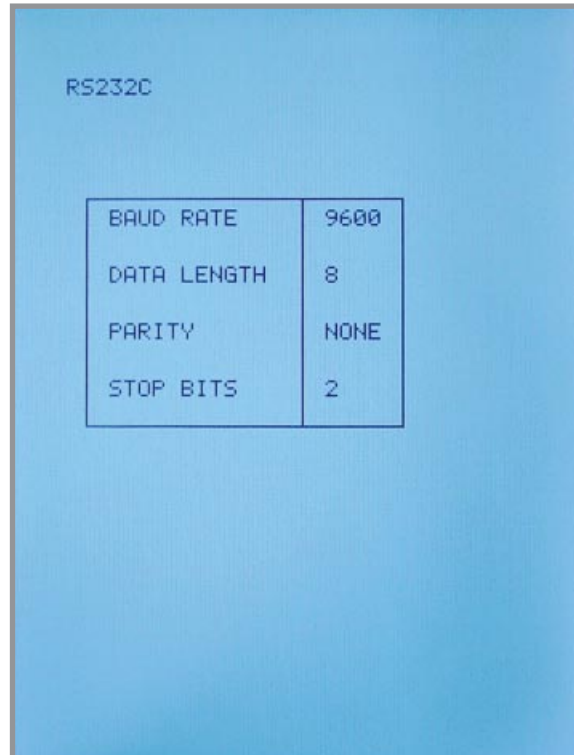 RS232C
BAUD RATE 9600
DATA LENGTH 8
PARITY NONE
STOP BITS 2